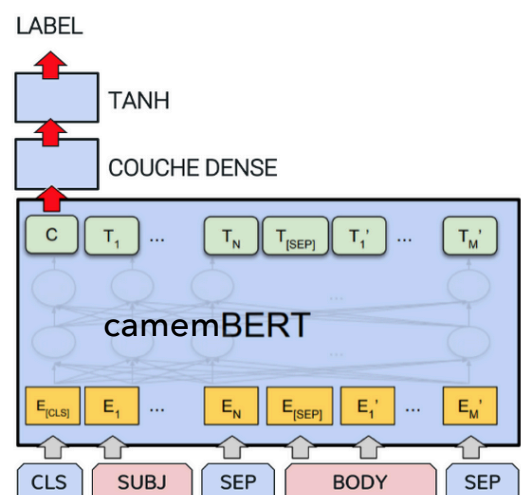 LABEL
TANH
COUCHE DENSE
C T1 ... TN T[SEP] T1' ... TM'
...
camemBERT
...
E[CLS] E1 ... EN E[SEP] E1' ... EM'
CLS SUBJ SEP BODY SEP